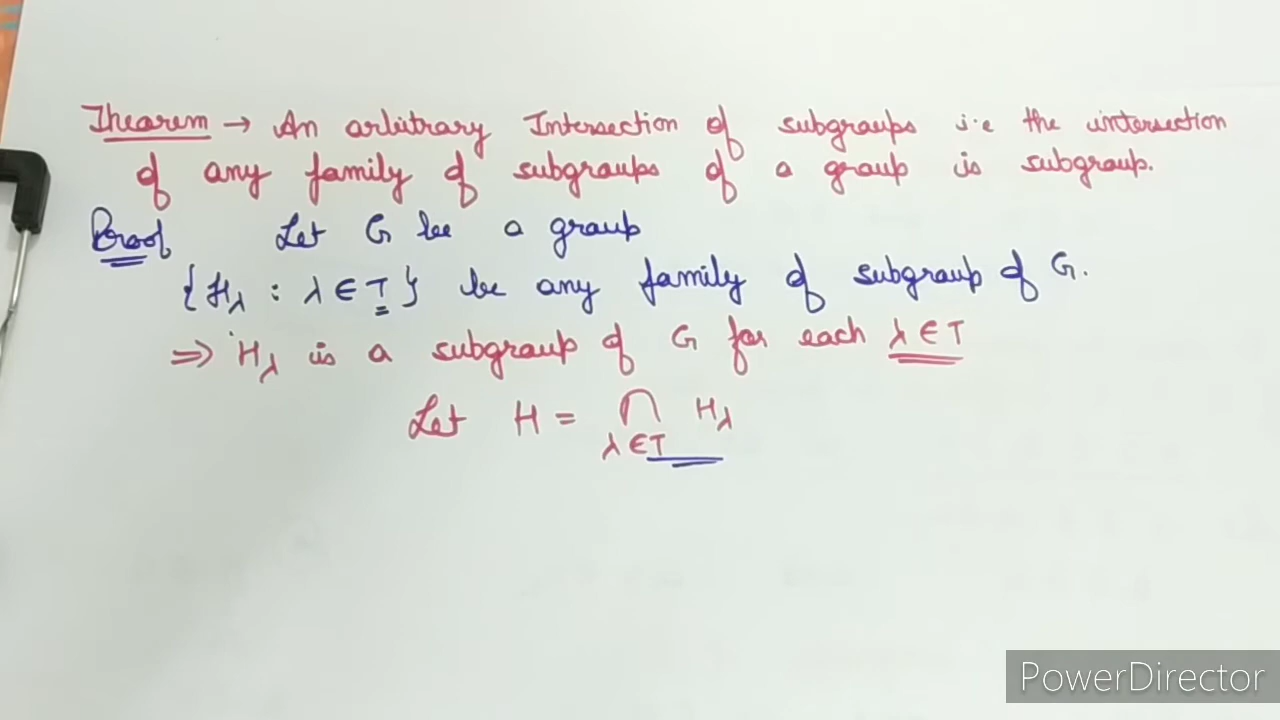 Theorem → An arbitrary Intersection of subgroups i.e the intersection
of any family of subgroups of a group is subgroup.
Proof Let G be a group
{Hλ : λ ∈ T} be any family of subgroup of G.
⇒ Hλ is a subgroup of G for each λ ∈ T
Let H = ∩ Hλ
λ ∈ T
PowerDirector